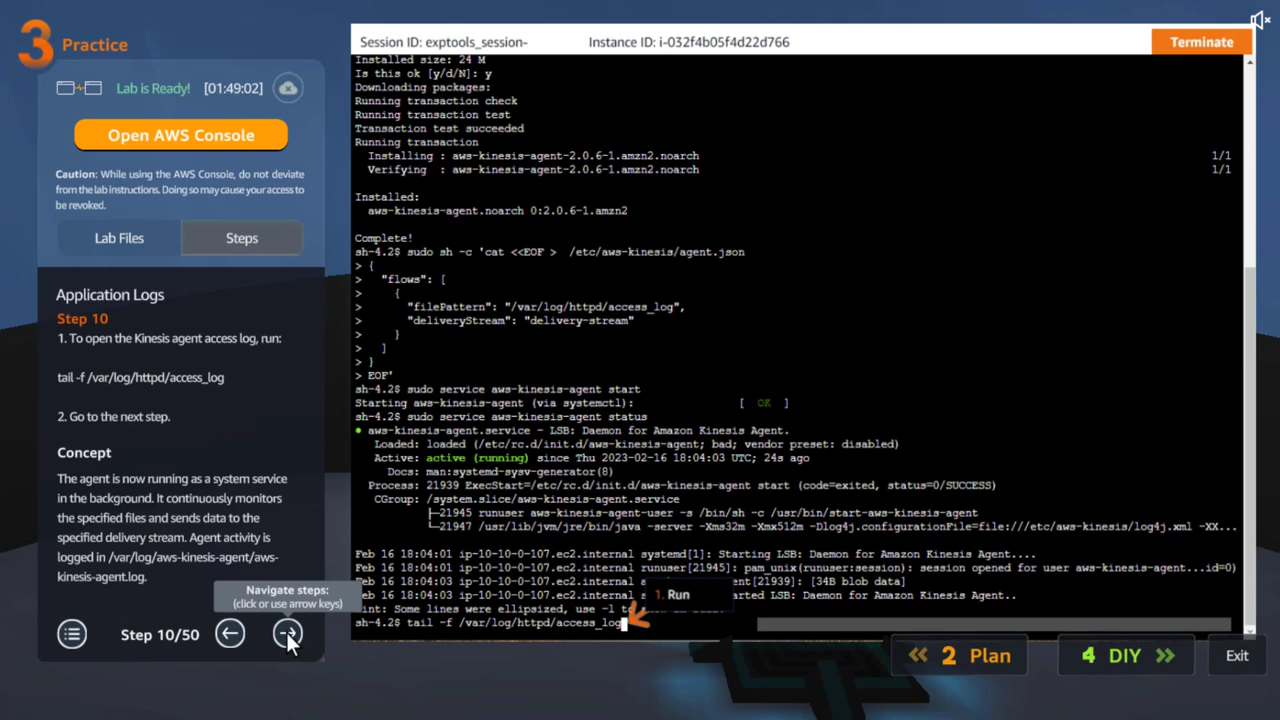 3 Practice
Lab is Ready! [01:49:02]
Open AWS Console
Caution: While using the AWS Console, do not deviate
from the lab instructions. Doing so may cause your access to
be revoked.
Lab Files
Steps
Application Logs
Step 10
1. To open the Kinesis agent access log, run:
tail -f /var/log/httpd/access_log
2. Go to the next step.
Concept
The agent is now running as a system service
in the background. It continuously monitors
the specified files and sends data to the
specified delivery stream. Agent activity is
logged in /var/log/aws-kinesis-agent/aws-
kinesis-agent.log.
Navigate steps:
(click or use arrow keys)
Step 10/50
Session ID: exptools_session-
Instance ID: i-032f4b05f4d22d766
Terminate
Installed size: 24 M
Is this ok [y/d/N]: y
Downloading packages:
Running transaction check
Running transaction test
Transaction test succeeded
Running transaction
Installing : aws-kinesis-agent-2.0.6-1.amzn2.noarch 1/1
Verifying : aws-kinesis-agent-2.0.6-1.amzn2.noarch 1/1
Installed:
aws-kinesis-agent.noarch 0:2.0.6-1.amzn2
Complete!
sh-4.2$ sudo sh -c 'cat <<EOF > /etc/aws-kinesis/agent.json
> {
> "flows": [
> {
> "filePattern": "/var/log/httpd/access_log",
> "deliveryStream": "delivery-stream"
> }
> ]
> }
> EOF'
sh-4.2$ sudo service aws-kinesis-agent start
Starting aws-kinesis-agent (via systemctl): [ OK ]
sh-4.2$ sudo service aws-kinesis-agent status
● aws-kinesis-agent.service - LSB: Daemon for Amazon Kinesis Agent.
Loaded: loaded (/etc/rc.d/init.d/aws-kinesis-agent; bad; vendor preset: disabled)
Active: active (running) since Thu 2023-02-16 18:04:03 UTC; 24s ago
Docs: man:systemd-sysv-generator(8)
Process: 21939 ExecStart=/etc/rc.d/init.d/aws-kinesis-agent start (code=exited, status=0/SUCCESS)
CGroup: /system.slice/aws-kinesis-agent.service
├─21945 runuser aws-kinesis-agent-user -s /bin/sh -c /usr/bin/start-aws-kinesis-agent
└─21947 /usr/lib/jvm/jre/bin/java -server -Xms32m -Xmx512m -Dlog4j.configurationFile=file:///etc/aws-kinesis/log4j.xml -XX...
Feb 16 18:04:01 ip-10-10-0-107.ec2.internal systemd[1]: Starting LSB: Daemon for Amazon Kinesis Agent....
Feb 16 18:04:01 ip-10-10-0-107.ec2.internal runuser[21945]: pam_unix(runuser:session): session opened for user aws-kinesis-agent...id=0)
Feb 16 18:04:03 ip-10-10-0-107.ec2.internal [21939]: [34B blob data]
Feb 16 18:04:03 ip-10-10-0-107.ec2.internal LSB: Daemon for Amazon Kinesis Agent..
Hint: Some lines were ellipsized, use -l
sh-4.2$ tail -f /var/log/httpd/access_log
1. Run
2 Plan
4 DIY
Exit